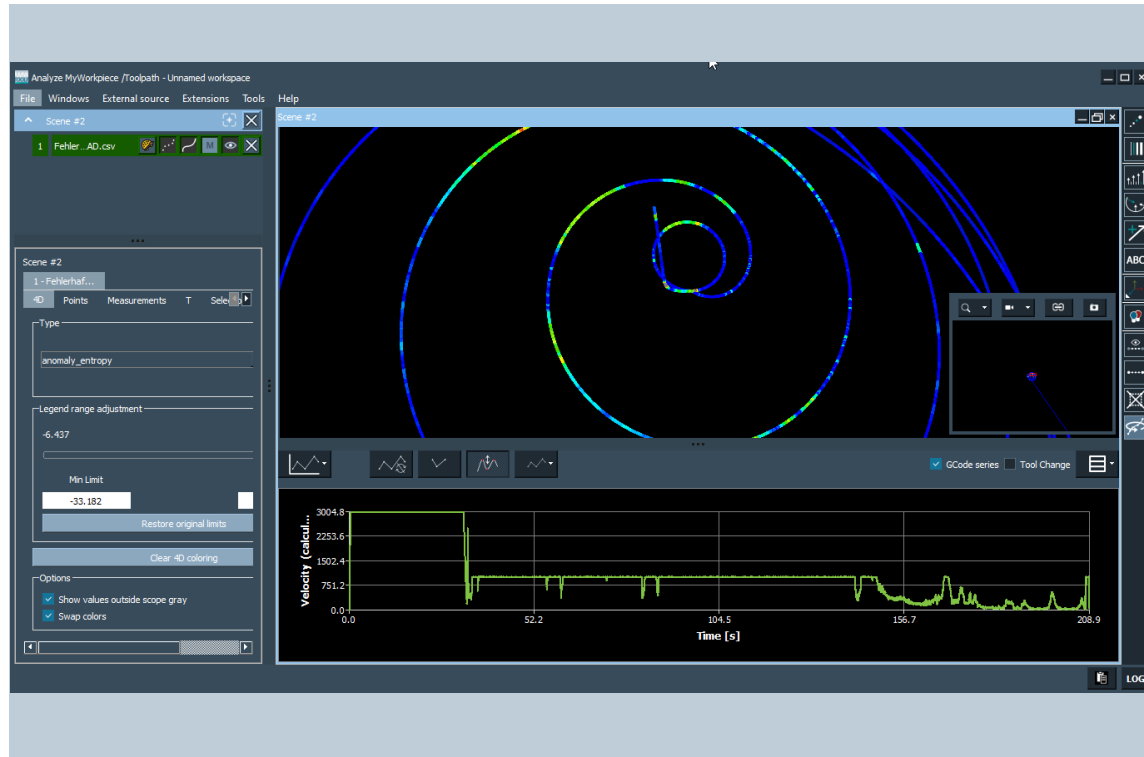 Analyze MyWorkpiece /Toolpath - Unnamed workspace
File Windows External source Extensions Tools Help
Scene #2
1 Fehler...AD.csv M
Scene #2
1 - Fehlerhaf...
4D Points Measurements T
Type
anomaly_entropy
Legend range adjustment
-6.437
Min Limit
-33.182
Restore original limits
Clear 4D coloring
Options
Show values outside scope gray
Swap colors
Scene #2
ABC
GCode series Tool Change
Velocity (calcul...
3004.8
2253.6
1502.4
751.2
0.0
0.0 52.2 104.5 156.7 208.9
Time [s]
LOG